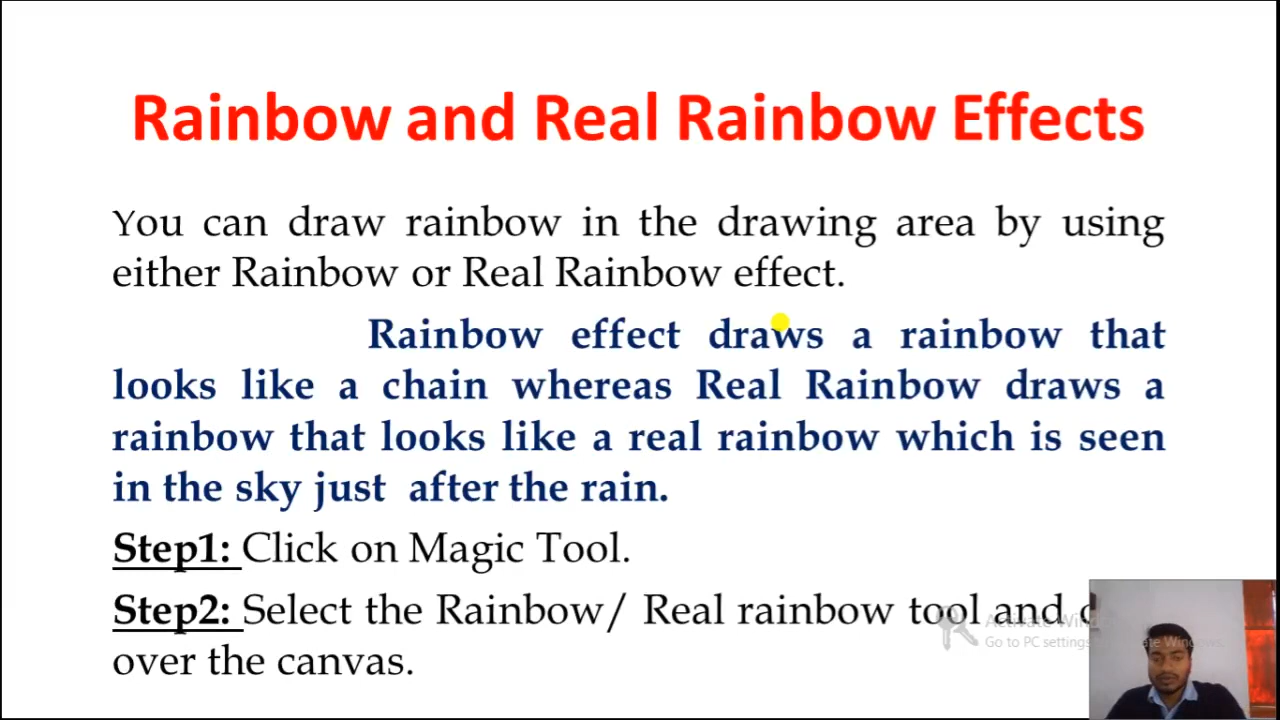 Rainbow and Real Rainbow Effects
You can draw rainbow in the drawing area by using
either Rainbow or Real Rainbow effect.
Rainbow effect draws a rainbow that
looks like a chain whereas Real Rainbow draws a
rainbow that looks like a real rainbow which is seen
in the sky just after the rain.
Step1: Click on Magic Tool.
Step2: Select the Rainbow/ Real rainbow tool and
over the canvas.
Activate
Go to PC settings Windows.